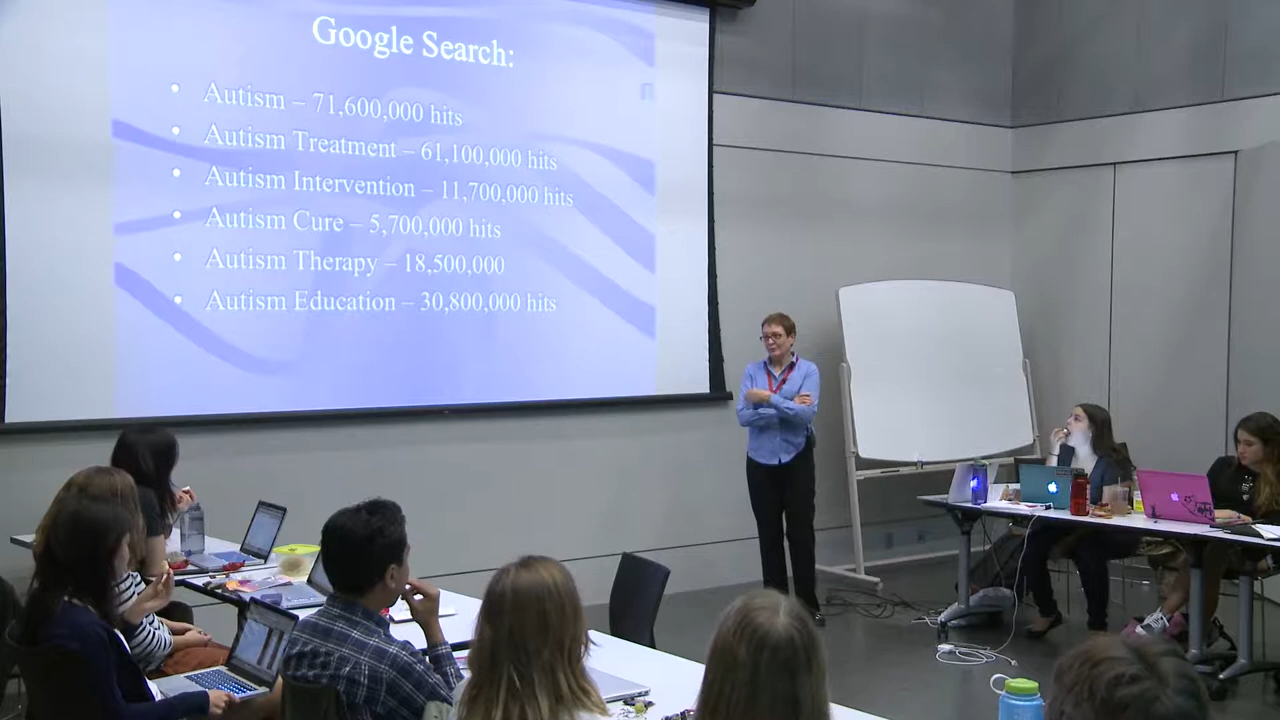 Google Search:
• Autism – 71,600,000 hits
• Autism Treatment – 61,100,000 hits
• Autism Intervention – 11,700,000 hits
• Autism Cure – 5,700,000 hits
• Autism Therapy – 18,500,000
• Autism Education – 30,800,000 hits